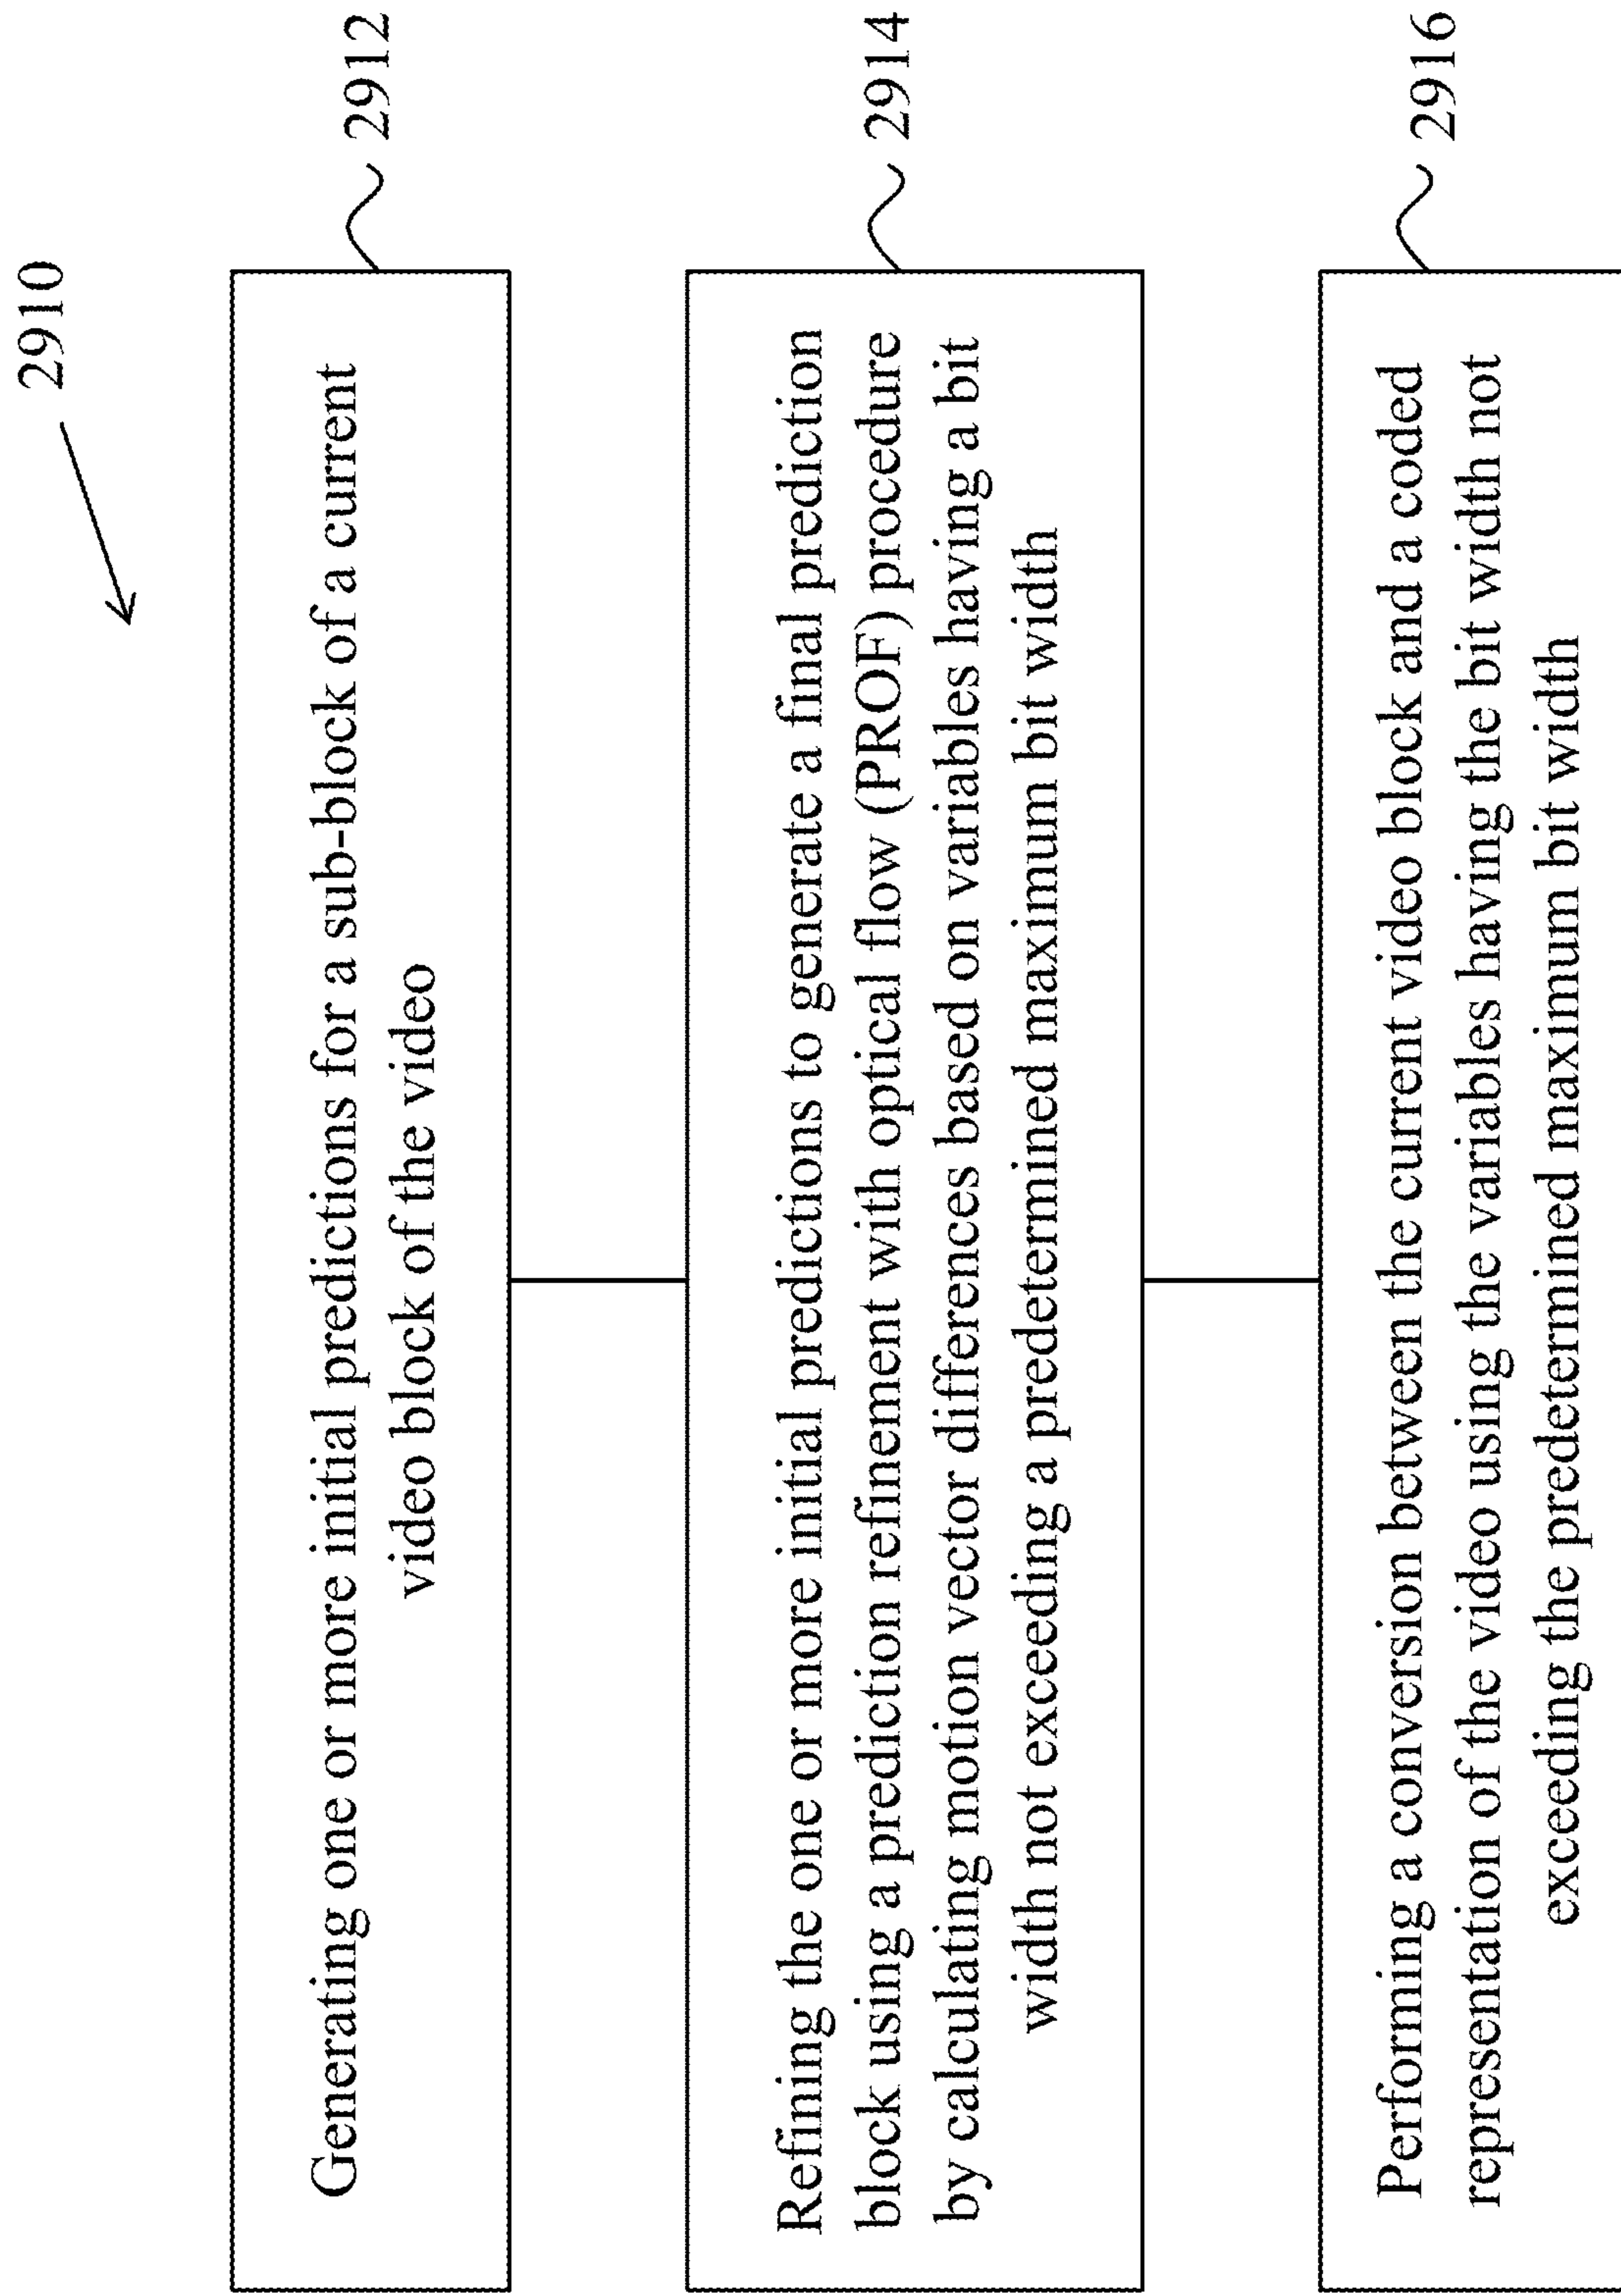 2910
Generating one or more initial predictions for a sub-block of a current
video block of the video
2912
Refining the one or more initial predictions to generate a final prediction
block using a prediction refinement with optical flow (PROF) procedure
by calculating motion vector differences based on variables having a bit
width not exceeding a predetermined maximum bit width
2914
Performing a conversion between the current video block and a coded
representation of the video using the variables having the bit width not
exceeding the predetermined maximum bit width
2916